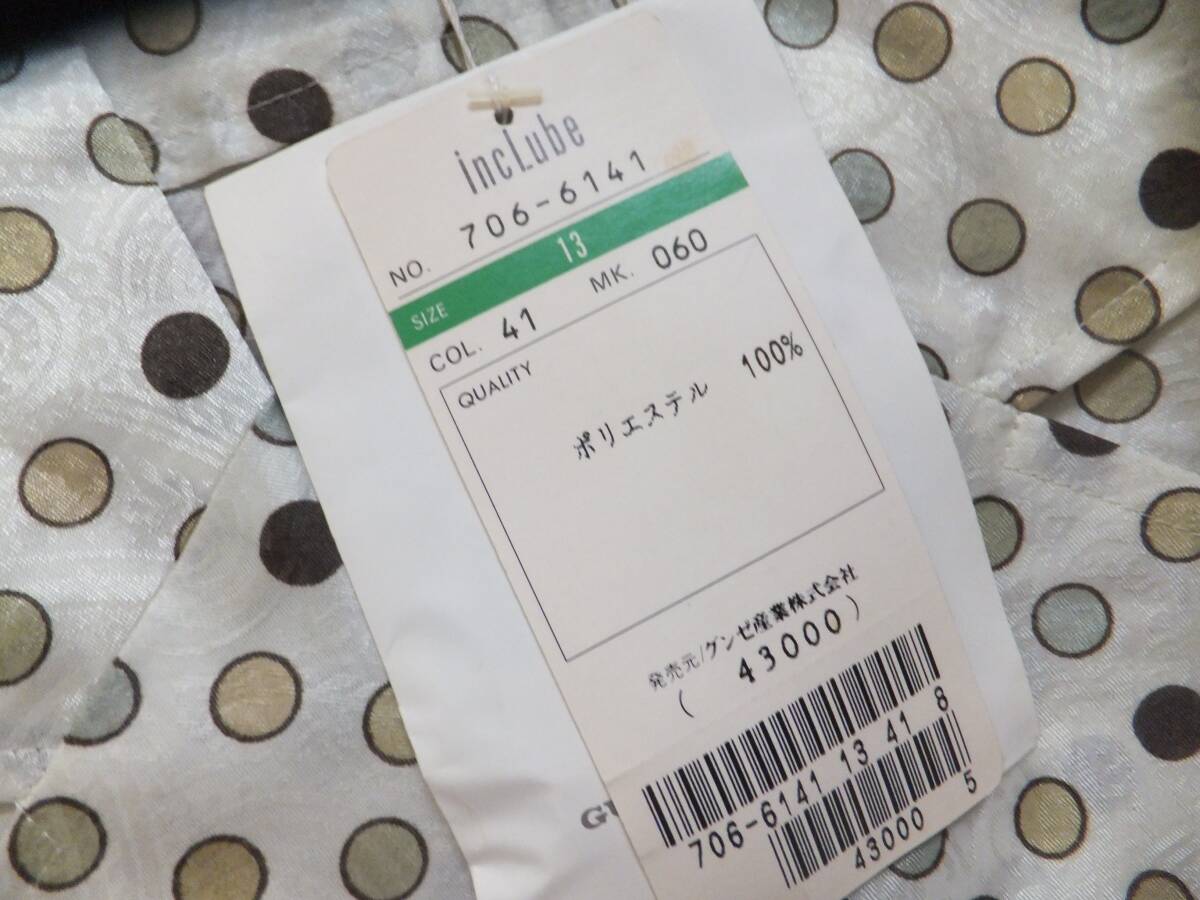 incLube
NO. 706-6141
SIZE 13
COL. 41 MK. 060
QUALITY
ポリエステル 100%
発売元/グンゼ産業株式会社
( 43000 )
706-6141 13 41 8
43000 5